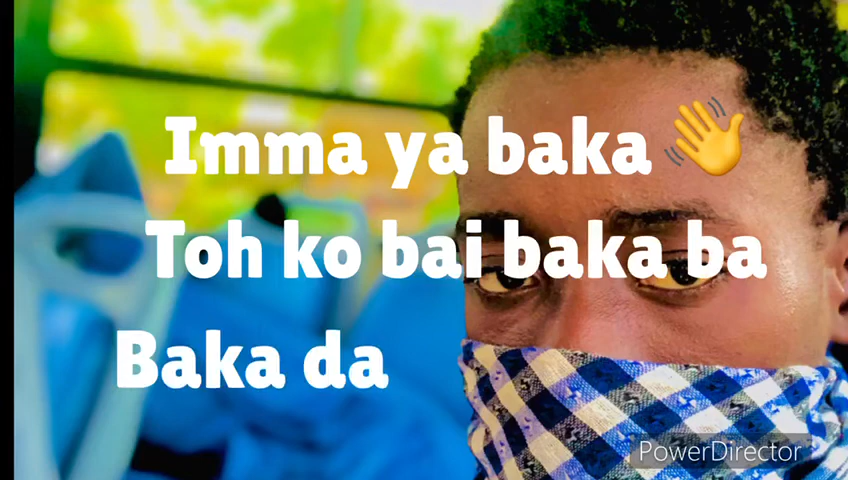 Imma ya baka 👋
Toh ko bai baka ba
Baka da
PowerDirector